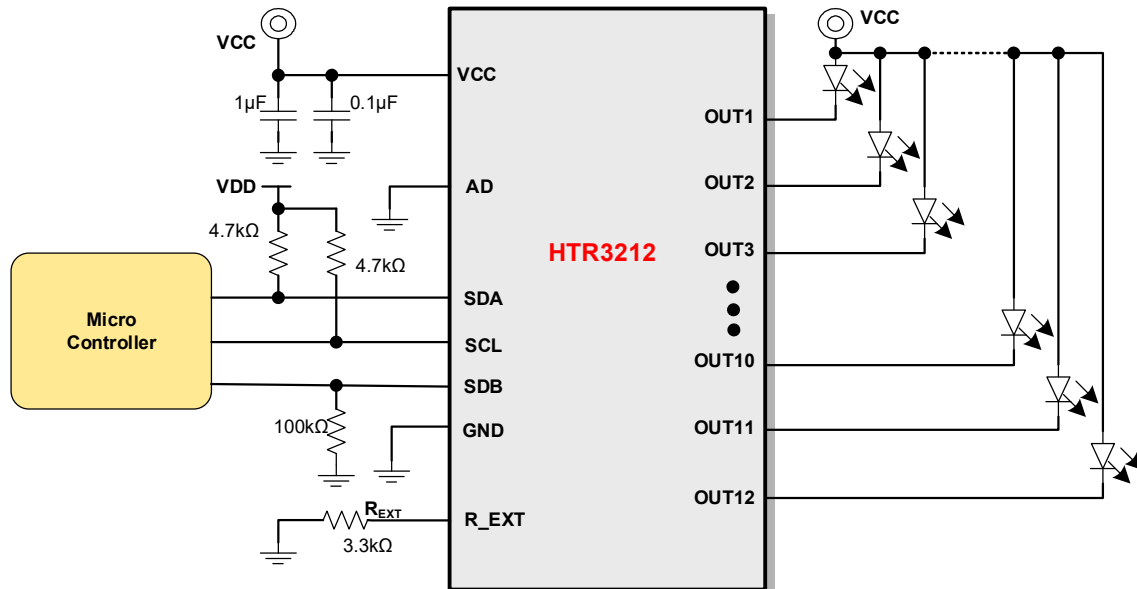 VCC
1µF
0.1µF
VDD
4.7kΩ
4.7kΩ
Micro
Controller
100kΩ
R_EXT
3.3kΩ
VCC
AD
SDA
SCL
SDB
GND
R_EXT
HTR3212
OUT1
OUT2
OUT3
OUT10
OUT11
OUT12
VCC